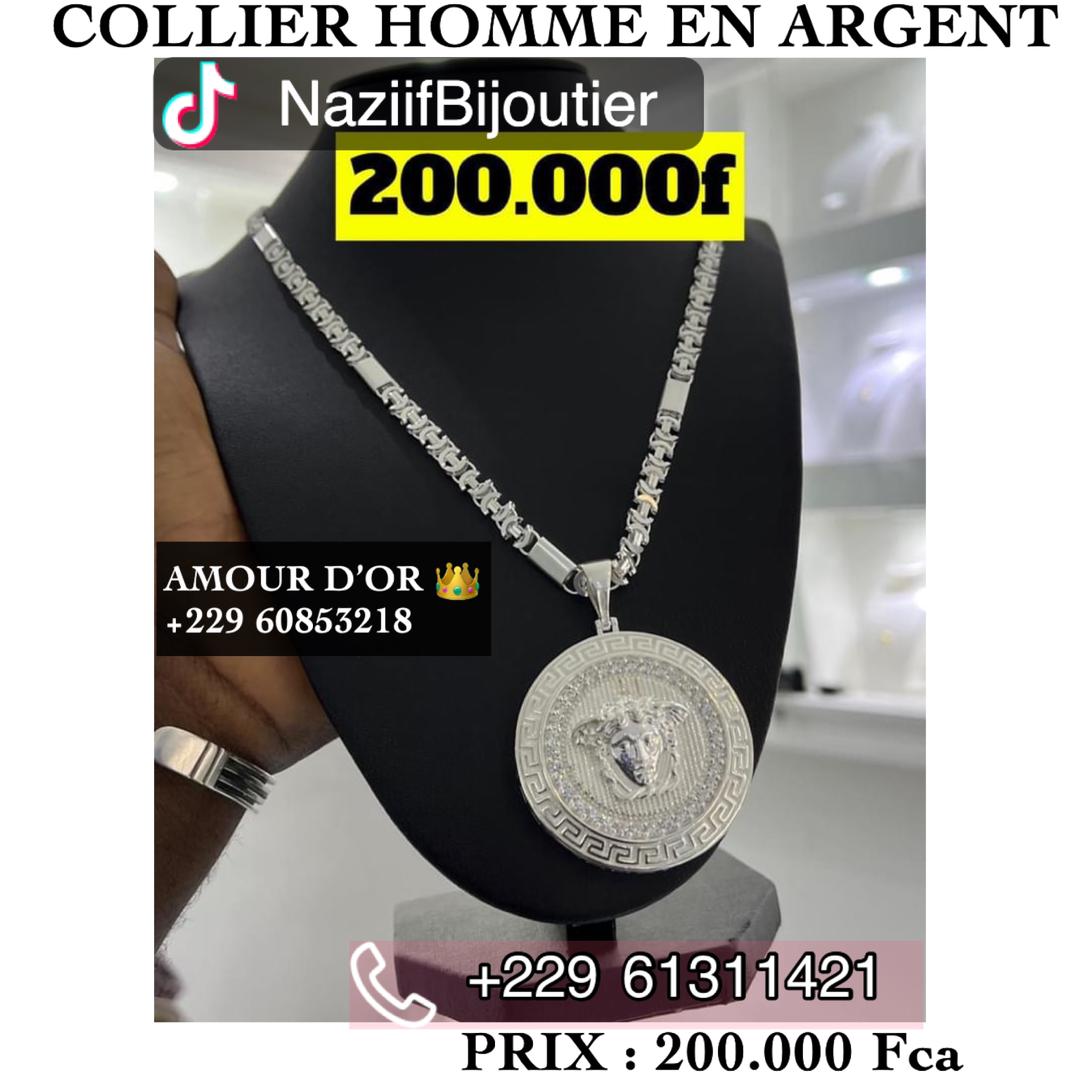 COLLIER HOMME EN ARGENT
NaziifBijoutier
200.000f
AMOUR D'OR 👑
+229 60853218
+229 61311421
PRIX : 200.000 Fca